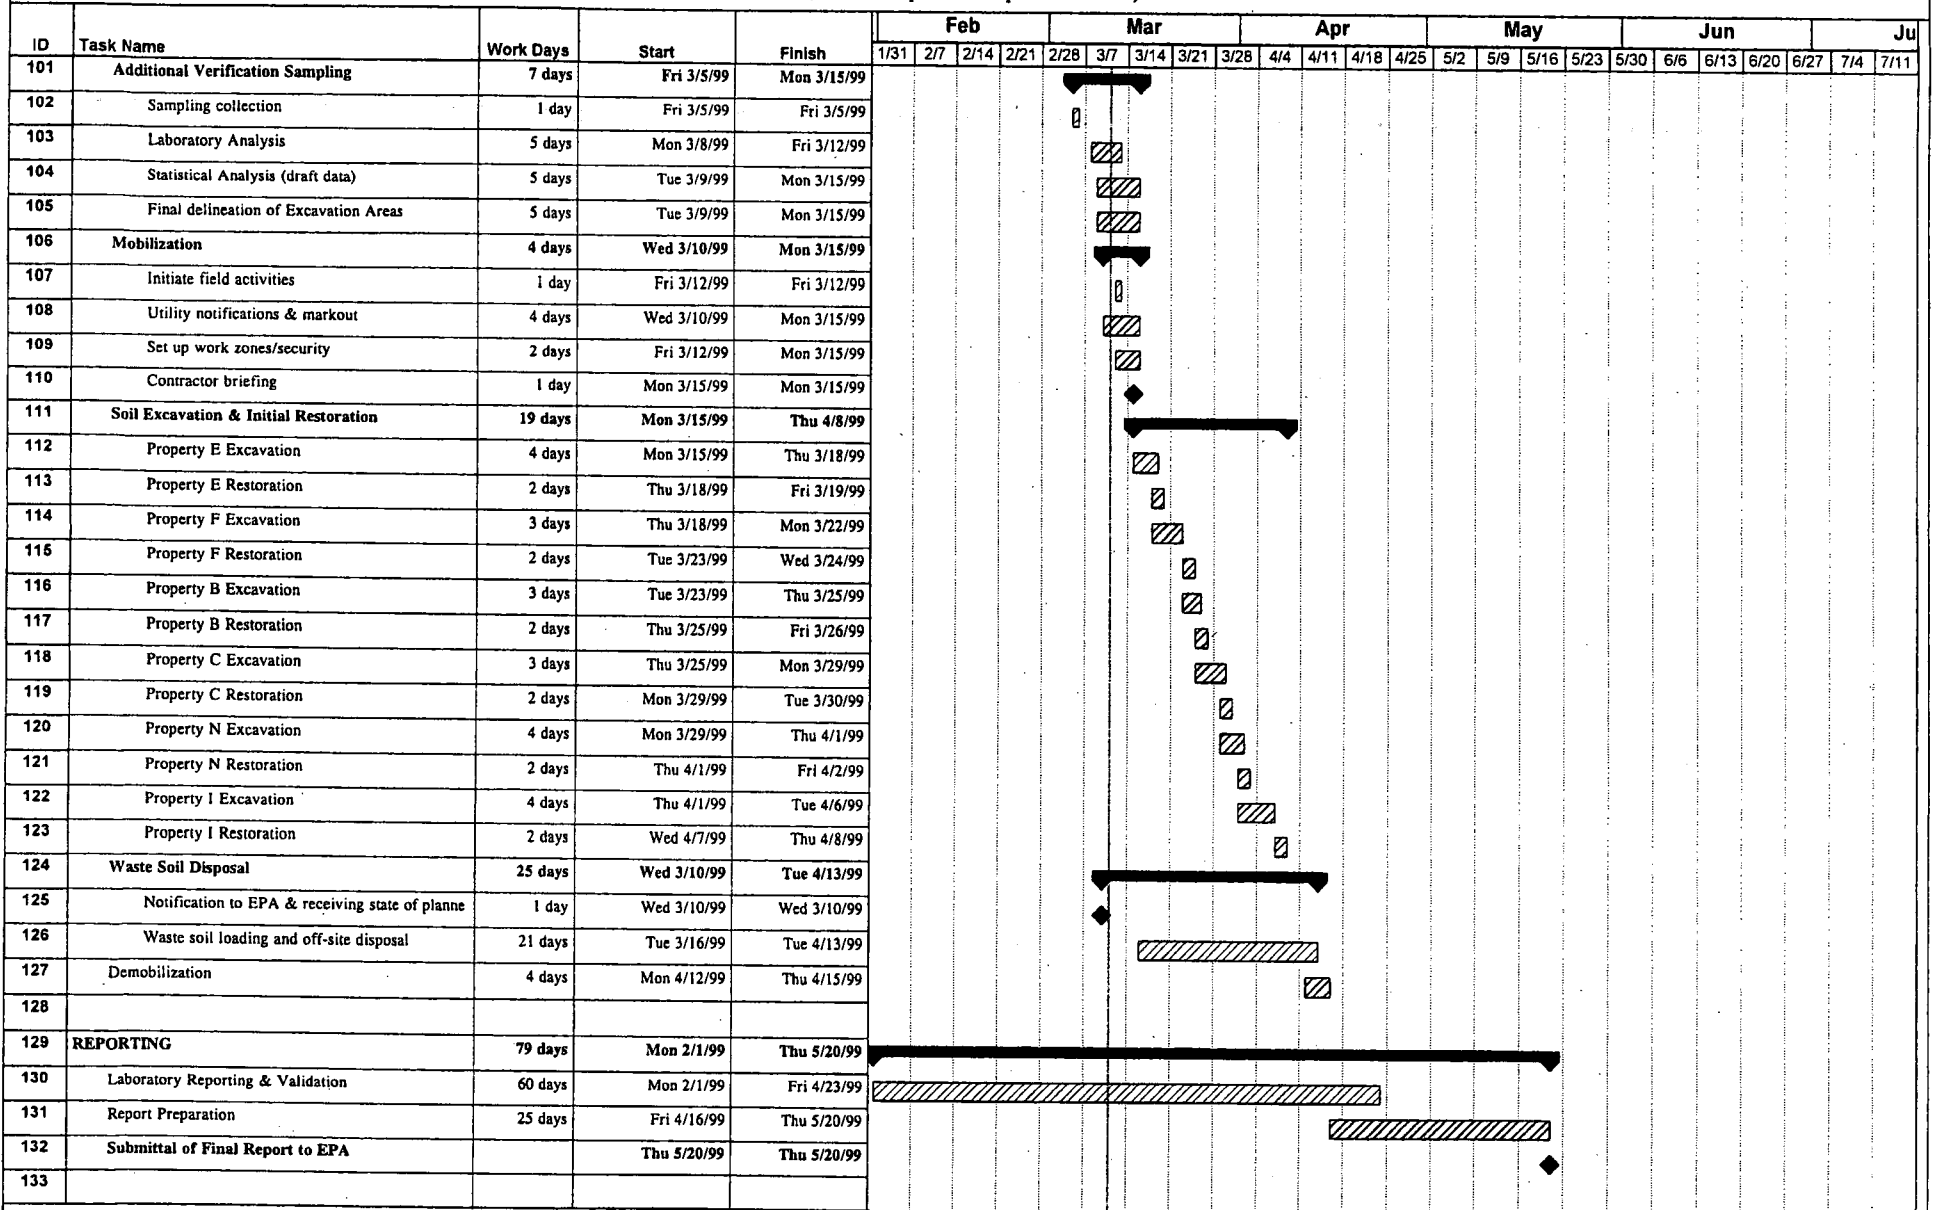 Feb Mar Apr May Jun Ju
ID Task Name Work Days Start Finish 1/31 2/7 2/14 2/21 2/28 3/7 3/14 3/21 3/28 4/4 4/11 4/18 4/25 5/2 5/9 5/16 5/23 5/30 6/6 6/13 6/20 6/27 7/4 7/11
101 Additional Verification Sampling 7 days Fri 3/5/99 Mon 3/15/99
102 Sampling collection 1 day Fri 3/5/99 Fri 3/5/99
103 Laboratory Analysis 5 days Mon 3/8/99 Fri 3/12/99
104 Statistical Analysis (draft data) 5 days Tue 3/9/99 Mon 3/15/99
105 Final delineation of Excavation Areas 5 days Tue 3/9/99 Mon 3/15/99
106 Mobilization 4 days Wed 3/10/99 Mon 3/15/99
107 Initiate field activities 1 day Fri 3/12/99 Fri 3/12/99
108 Utility notifications & markout 4 days Wed 3/10/99 Mon 3/15/99
109 Set up work zones/security 2 days Fri 3/12/99 Mon 3/15/99
110 Contractor briefing 1 day Mon 3/15/99 Mon 3/15/99
111 Soil Excavation & Initial Restoration 19 days Mon 3/15/99 Thu 4/8/99
112 Property E Excavation 4 days Mon 3/15/99 Thu 3/18/99
113 Property E Restoration 2 days Thu 3/18/99 Fri 3/19/99
114 Property F Excavation 3 days Thu 3/18/99 Mon 3/22/99
115 Property F Restoration 2 days Tue 3/23/99 Wed 3/24/99
116 Property B Excavation 3 days Tue 3/23/99 Thu 3/25/99
117 Property B Restoration 2 days Thu 3/25/99 Fri 3/26/99
118 Property C Excavation 3 days Thu 3/25/99 Mon 3/29/99
119 Property C Restoration 2 days Mon 3/29/99 Tue 3/30/99
120 Property N Excavation 4 days Mon 3/29/99 Thu 4/1/99
121 Property N Restoration 2 days Thu 4/1/99 Fri 4/2/99
122 Property I Excavation 4 days Thu 4/1/99 Tue 4/6/99
123 Property I Restoration 2 days Wed 4/7/99 Thu 4/8/99
124 Waste Soil Disposal 25 days Wed 3/10/99 Tue 4/13/99
125 Notification to EPA & receiving state of planne 1 day Wed 3/10/99 Wed 3/10/99
126 Waste soil loading and off-site disposal 21 days Tue 3/16/99 Tue 4/13/99
127 Demobilization 4 days Mon 4/12/99 Thu 4/15/99
128
129 REPORTING 79 days Mon 2/1/99 Thu 5/20/99
130 Laboratory Reporting & Validation 60 days Mon 2/1/99 Fri 4/23/99
131 Report Preparation 25 days Fri 4/16/99 Thu 5/20/99
132 Submittal of Final Report to EPA Thu 5/20/99 Thu 5/20/99
133